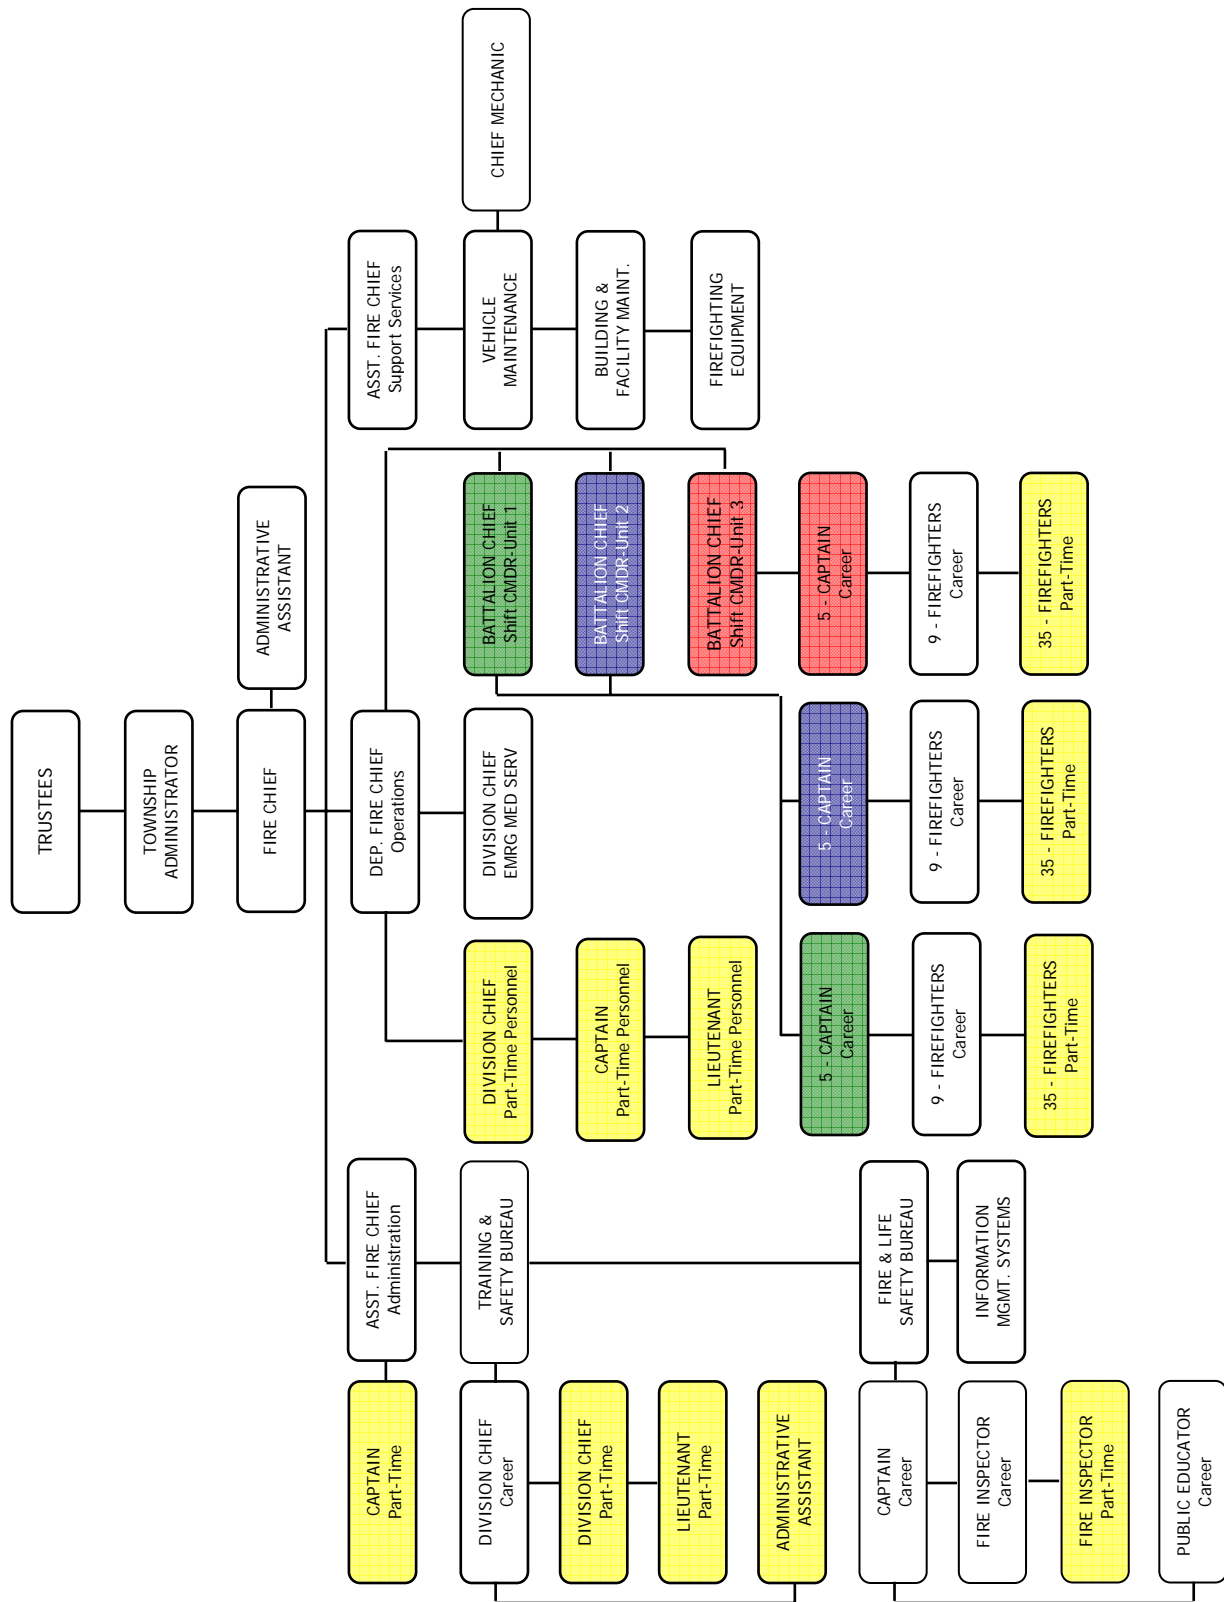 TRUSTEES
TOWNSHIP
ADMINISTRATOR
FIRE CHIEF
ADMINISTRATIVE
ASSISTANT
ASST. FIRE CHIEF
Administration
DEP. FIRE CHIEF
Operations
ASST. FIRE CHIEF
Support Services
CAPTAIN
Part-Time
TRAINING &
SAFETY BUREAU
DIVISION CHIEF
Career
DIVISION CHIEF
Part-Time
LIEUTENANT
Part-Time
ADMINISTRATIVE
ASSISTANT
FIRE & LIFE
SAFETY BUREAU
INFORMATION
MGMT. SYSTEMS
CAPTAIN
Career
FIRE INSPECTOR
Career
FIRE INSPECTOR
Part-Time
PUBLIC EDUCATOR
Career
DIVISION CHIEF
Part-Time Personnel
CAPTAIN
Part-Time Personnel
LIEUTENANT
Part-Time Personnel
DIVISION CHIEF
EMRG MED SERV
BATTALION CHIEF
Shift CMDR-Unit 1
BATTALION CHIEF
Shift CMDR-Unit 2
BATTALION CHIEF
Shift CMDR-Unit 3
5 - CAPTAIN
Career
9 - FIREFIGHTERS
Career
35 - FIREFIGHTERS
Part-Time
5 - CAPTAIN
Career
9 - FIREFIGHTERS
Career
35 - FIREFIGHTERS
Part-Time
5 - CAPTAIN
Career
9 - FIREFIGHTERS
Career
35 - FIREFIGHTERS
Part-Time
VEHICLE
MAINTENANCE
CHIEF MECHANIC
BUILDING &
FACILITY MAINT.
FIREFIGHTING
EQUIPMENT